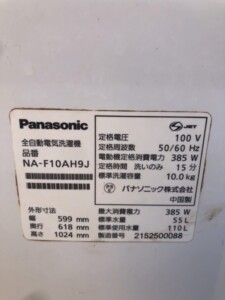 Panasonic
全自動電気洗濯機
品番
NA-F10AH9J
JET
定格電圧 100 V
定格周波数 50/60 Hz
電動機定格消費電力 385 W
定格時間 洗いのみ 15 分
標準洗濯容量 10.0 kg
パナソニック株式会社
中国製
外形寸法
幅 599 mm
奥行 618 mm
高さ 1024 mm
最大消費電力 385 W
標準水量 55 L
標準使用水量 110 L
製造番号 2152500088